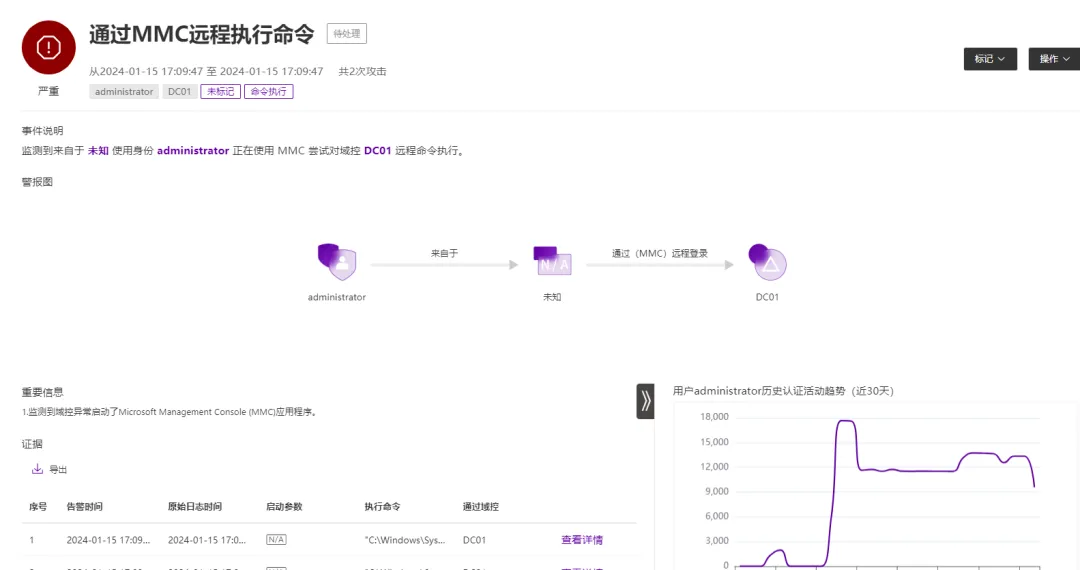 通过MMC远程执行命令 待处理
标记 操作
从2024-01-15 17:09:47 至 2024-01-15 17:09:47 共2次攻击
严重 administrator DC01 未标记 命令执行
事件说明
监测到来自于 未知 使用身份 administrator 正在使用 MMC 尝试对域控 DC01 远程命令执行。
警报图
来自于 通过（MMC）远程登录
N/A
administrator 未知 DC01
重要信息
1.监测到域控异常启动了Microsoft Management Console (MMC)应用程序。
证据
导出
序号 告警时间 原始日志时间 启动参数 执行命令 通过域控
1 2024-01-15 17:09... 2024-01-15 17:0... N/A "C:\Windows\Sys... DC01 查看详情
用户administrator历史认证活动趋势（近30天）
18,000
15,000
12,000
9,000
6,000
3,000
0